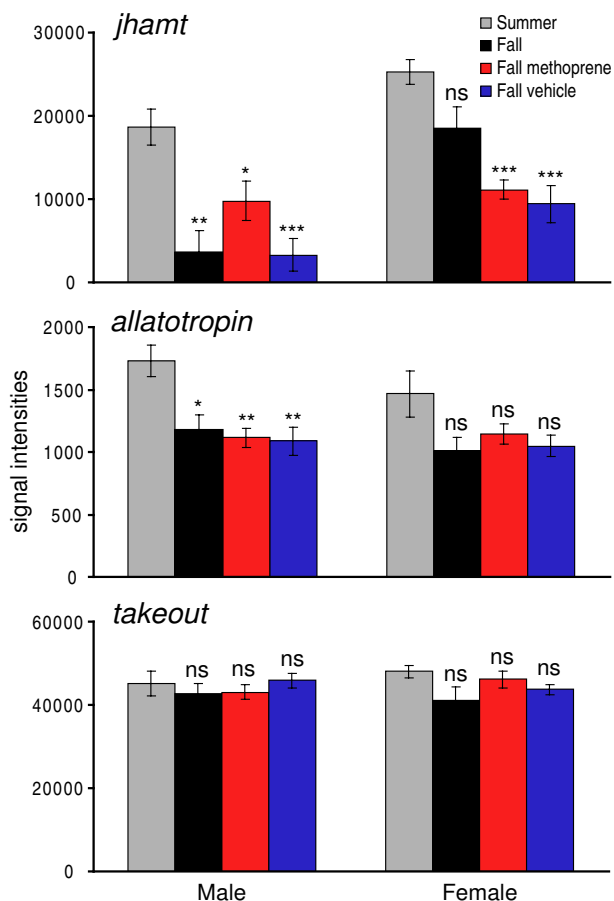 jhamt
Summer
Fall
Fall methoprene
Fall vehicle
30000
20000
10000
0
**
*
***
ns
***
***
allatotropin
signal intensities
2000
1500
1000
500
0
*
**
**
ns
ns
ns
takeout
60000
40000
20000
0
ns
ns
ns
ns
ns
ns
Male
Female